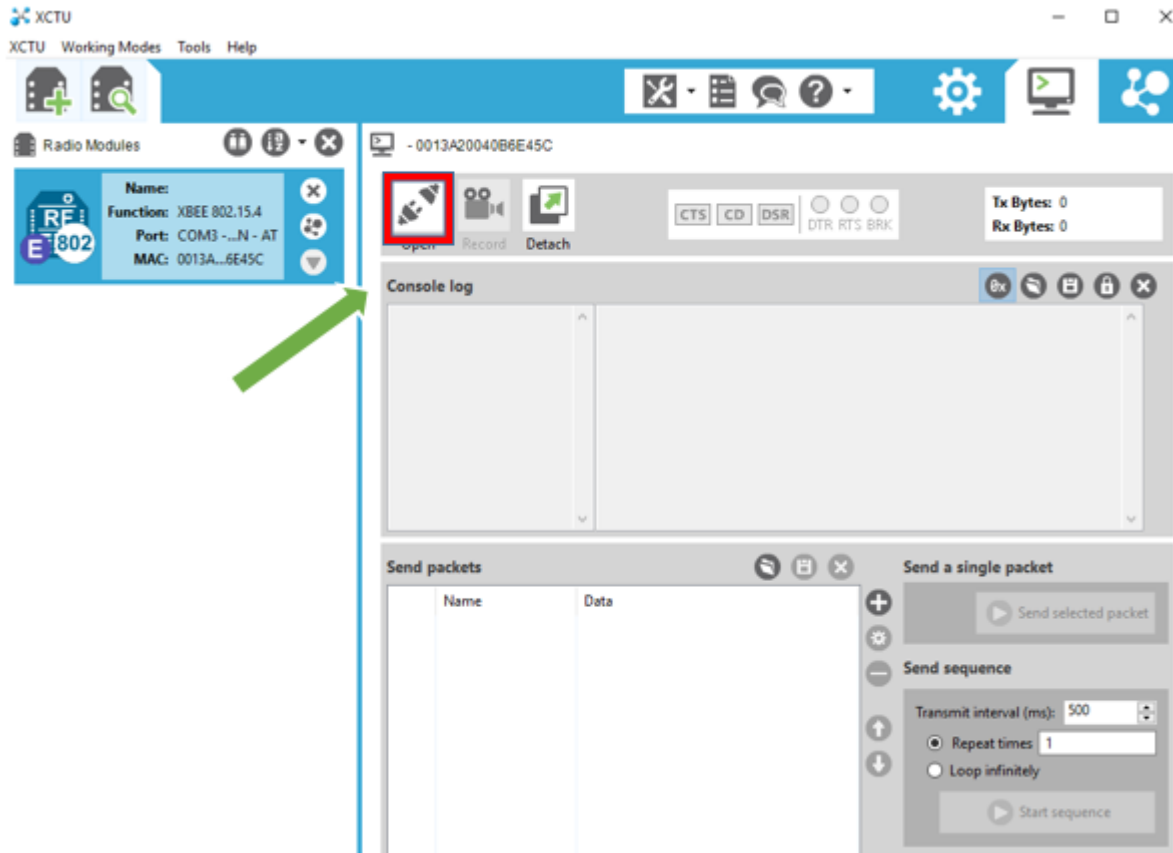 XCTU
XCTU Working Modes Tools Help
Radio Modules
- 0013A20040B6E45C
Name:
Function: XBEE 802.15.4
Port: COM3 -...N - AT
MAC: 0013A...6E45C
RF
E 802
Open
Record
Detach
CTS CD DSR
DTR RTS BRK
Tx Bytes: 0
Rx Bytes: 0
Console log
0x
Send packets
Name Data
Send a single packet
Send selected packet
Send sequence
Transmit interval (ms): 500
Repeat times 1
Loop infinitely
Start sequence